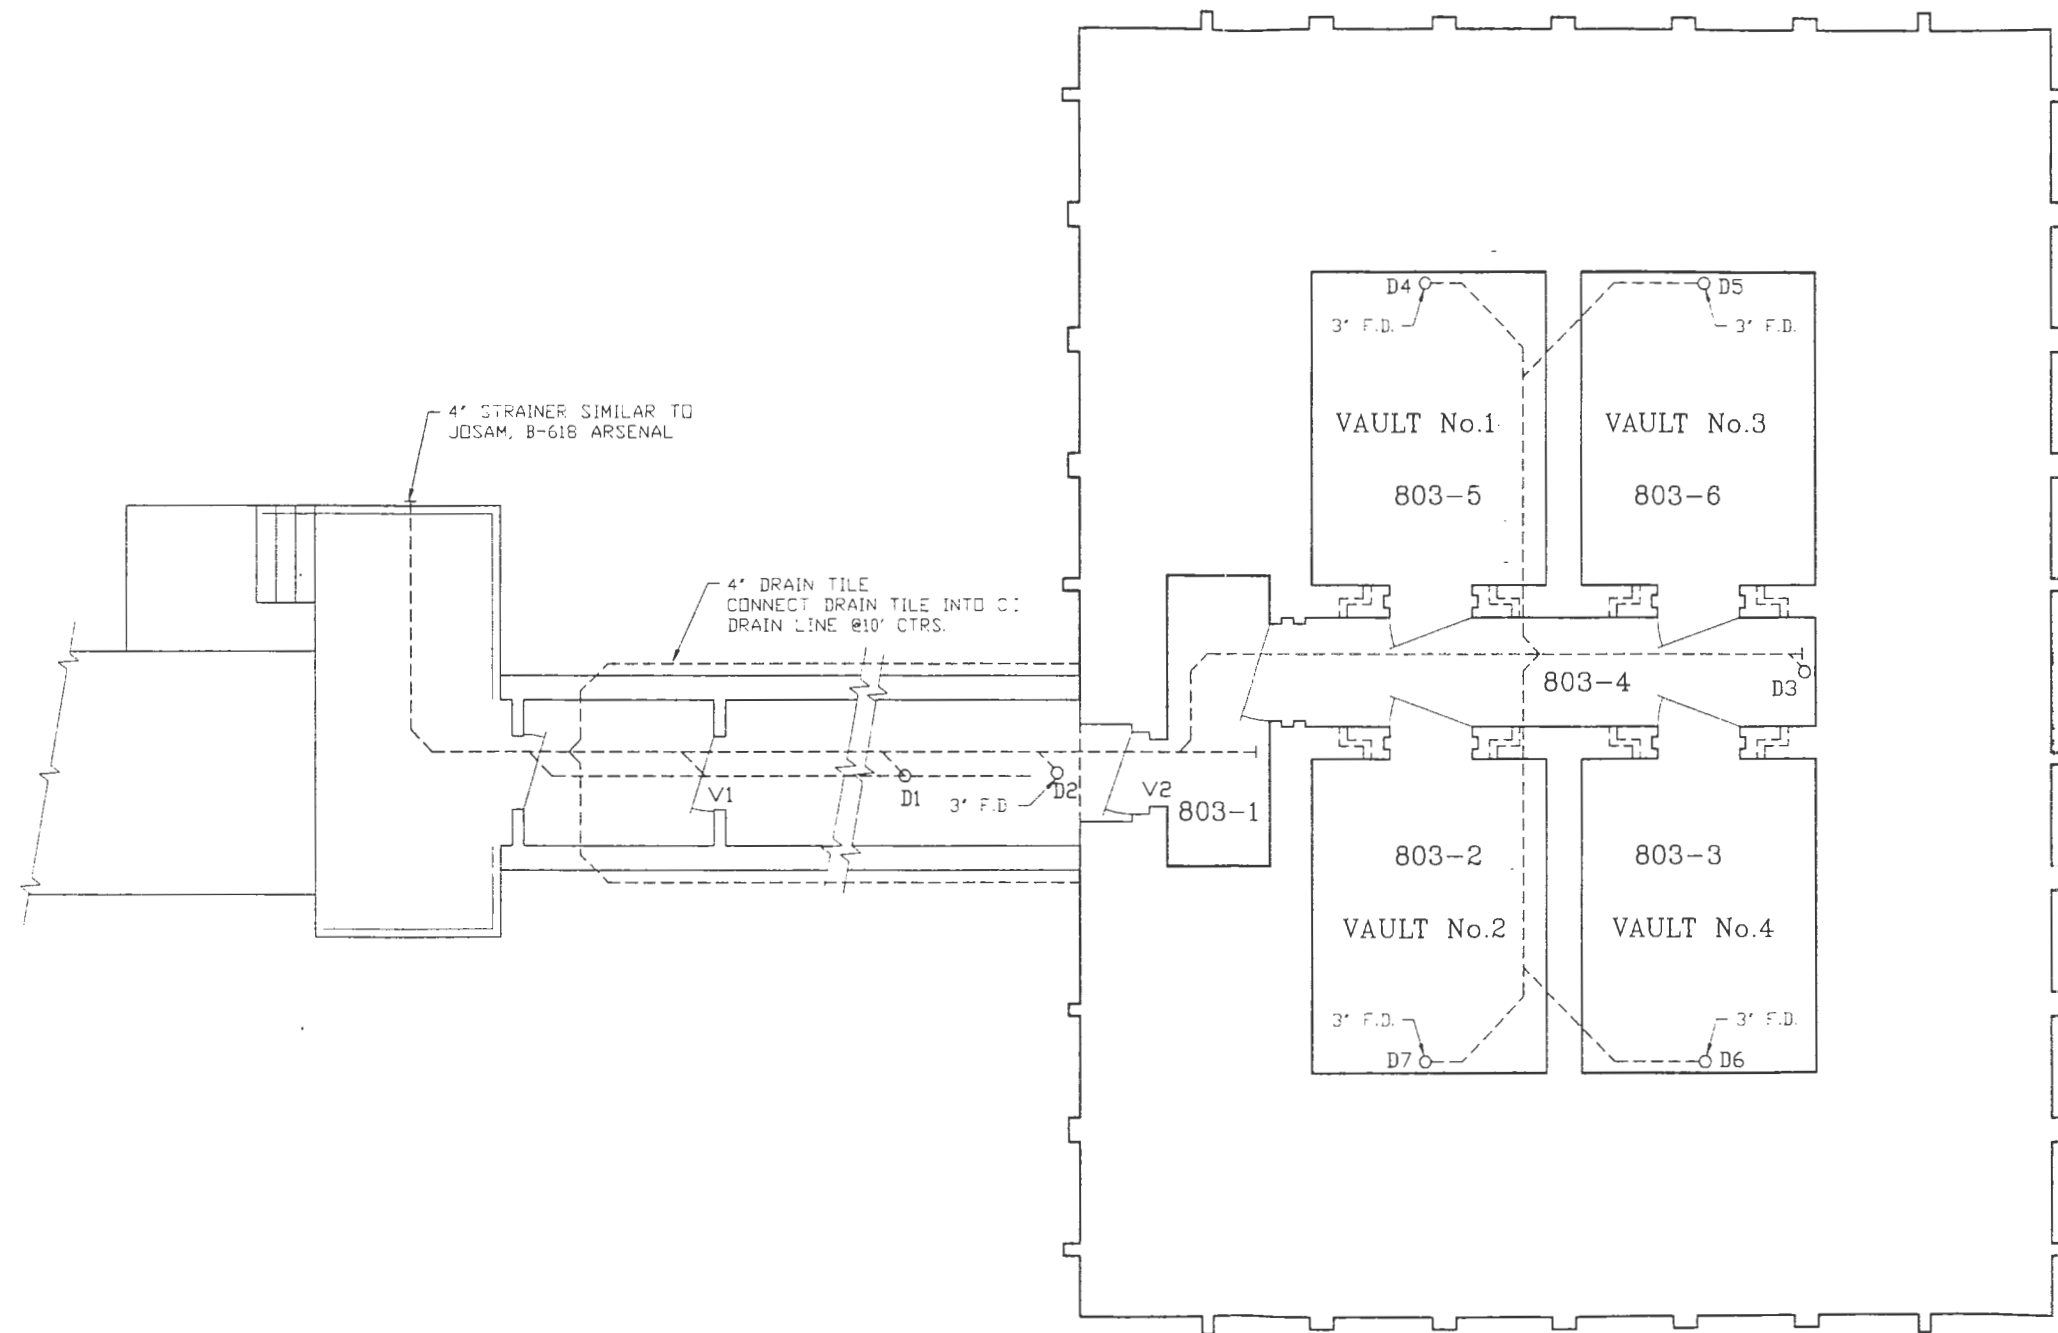 D4
D5
3' F.D.
3' F.D.
4' STRAINER SIMILAR TO
JOSAM, B-618 ARSENAL
VAULT No.1
VAULT No.3
803-5
803-6
4' DRAIN TILE
CONNECT DRAIN TILE INTO
DRAIN LINE @10' CTRS.
803-4
D3
V1
D1
3' F.D
D2
V2
803-1
803-2
803-3
VAULT No.2
VAULT No.4
3' F.D.
3' F.D.
D7
D6